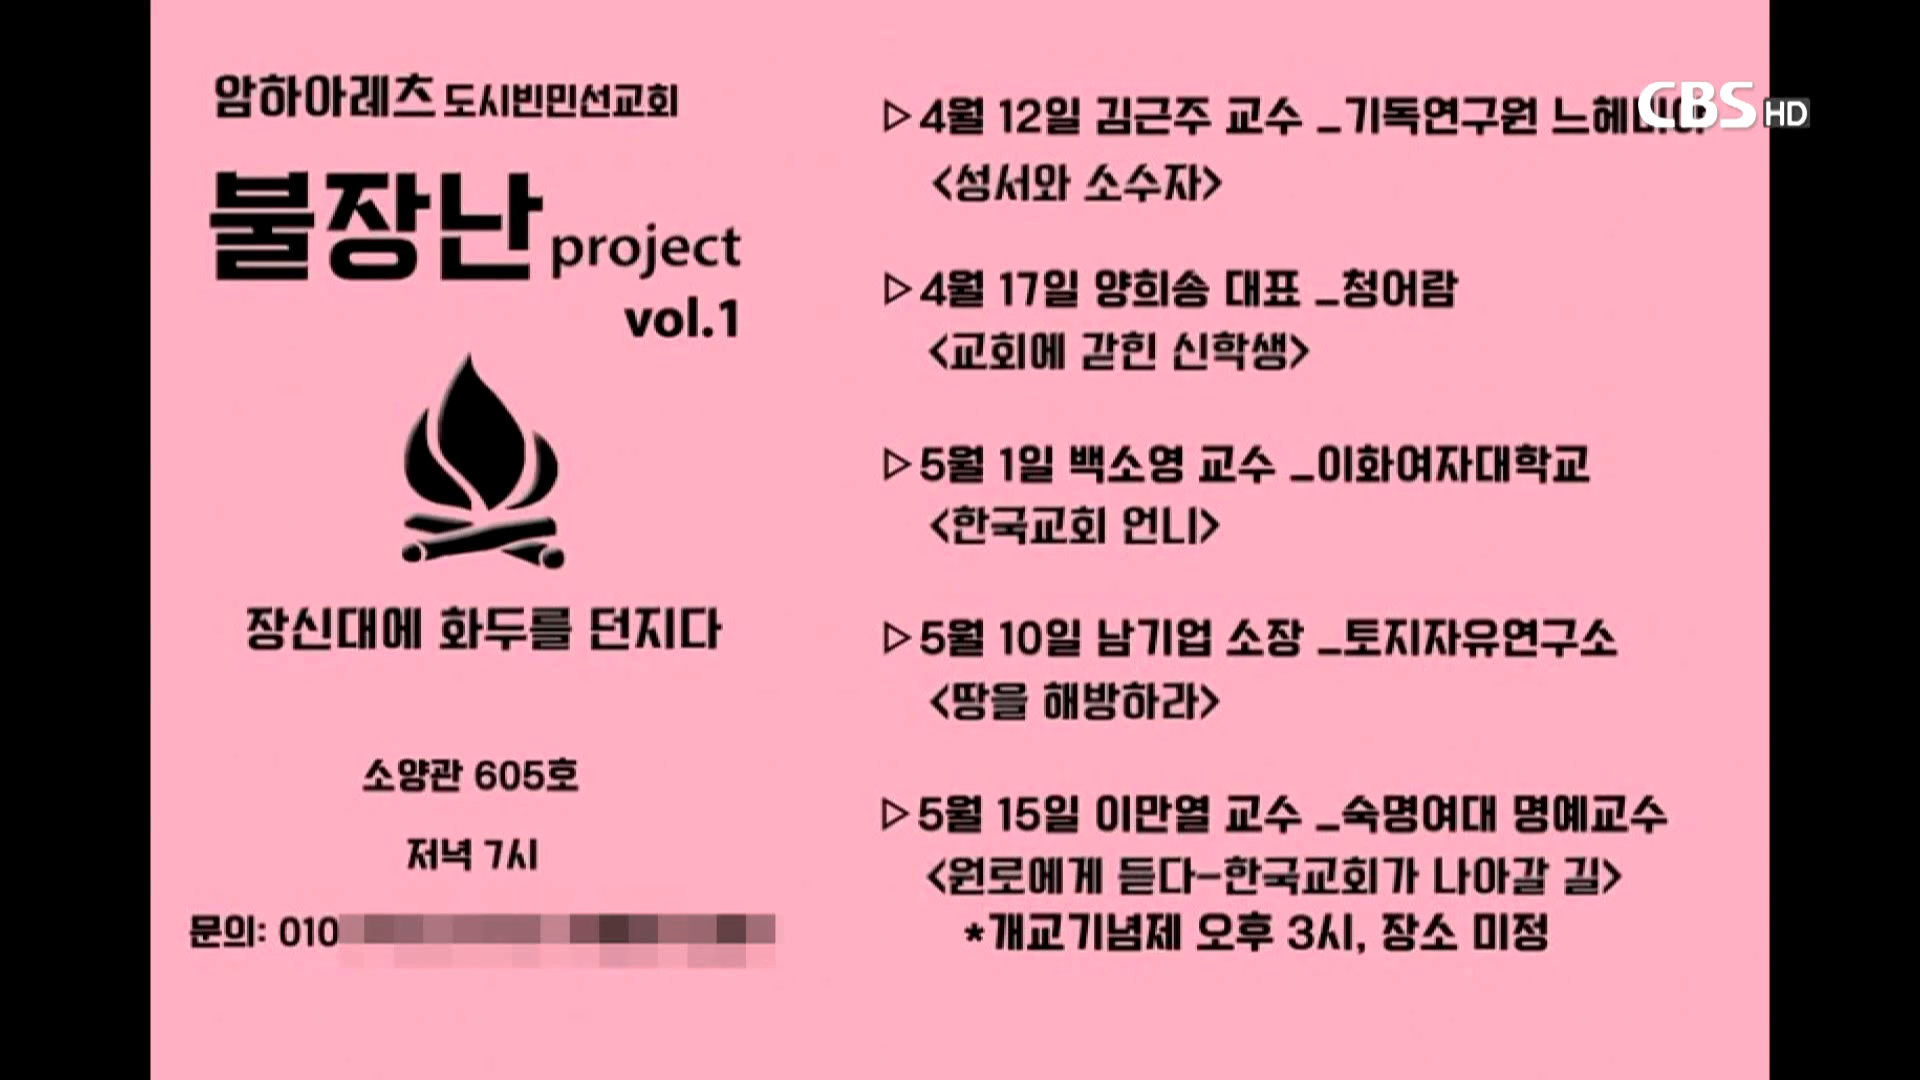 암하아레츠 도시빈민선교회
불장난 project
vol.1
장신대에 화두를 던지다
소양관 605호
저녁 7시
문의: 010
▷4월 12일 김근주 교수 _기독연구원 느헤미야
<성서와 소수자>
▷4월 17일 양희송 대표 _청어람
<교회에 갇힌 신학생>
▷5월 1일 백소영 교수 _이화여자대학교
<한국교회 언니>
▷5월 10일 남기업 소장 _토지자유연구소
<땅을 해방하라>
▷5월 15일 이만열 교수 _숙명여대 명예교수
<원로에게 듣다-한국교회가 나아갈 길>
*개교기념제 오후 3시, 장소 미정
CBS HD